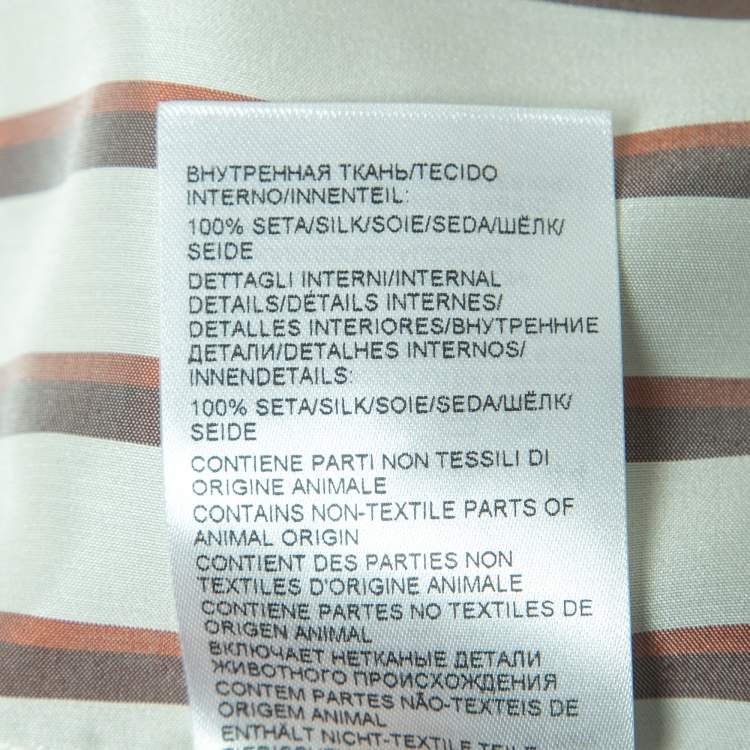 ВНУТРЕННАЯ ТКАНЬ/TECIDO
INTERNO/INNENTEIL:
100% SETA/SILK/SOIE/SEDA/ШЁЛК/
SEIDE
DETTAGLI INTERNI/INTERNAL
DETAILS/DÉTAILS INTERNES/
DETALLES INTERIORES/ВНУТРЕННИЕ
ДЕТАЛИ/DETALHES INTERNOS/
INNENDETAILS:
100% SETA/SILK/SOIE/SEDA/ШЁЛК/
SEIDE
CONTIENE PARTI NON TESSILI DI
ORIGINE ANIMALE
CONTAINS NON-TEXTILE PARTS OF
ANIMAL ORIGIN
CONTIENT DES PARTIES NON
TEXTILES D'ORIGINE ANIMALE
CONTIENE PARTES NO TEXTILES DE
ORIGEN ANIMAL
ВКЛЮЧАЕТ НЕТКАНЫЕ ДЕТАЛИ
ЖИВОТНОГО ПРОИСХОЖДЕНИЯ
CONTEM PARTES NÃO-TEXTEIS DE
ORIGEM ANIMAL
ENTHÄLT NICHT-TEXTILE TEILE